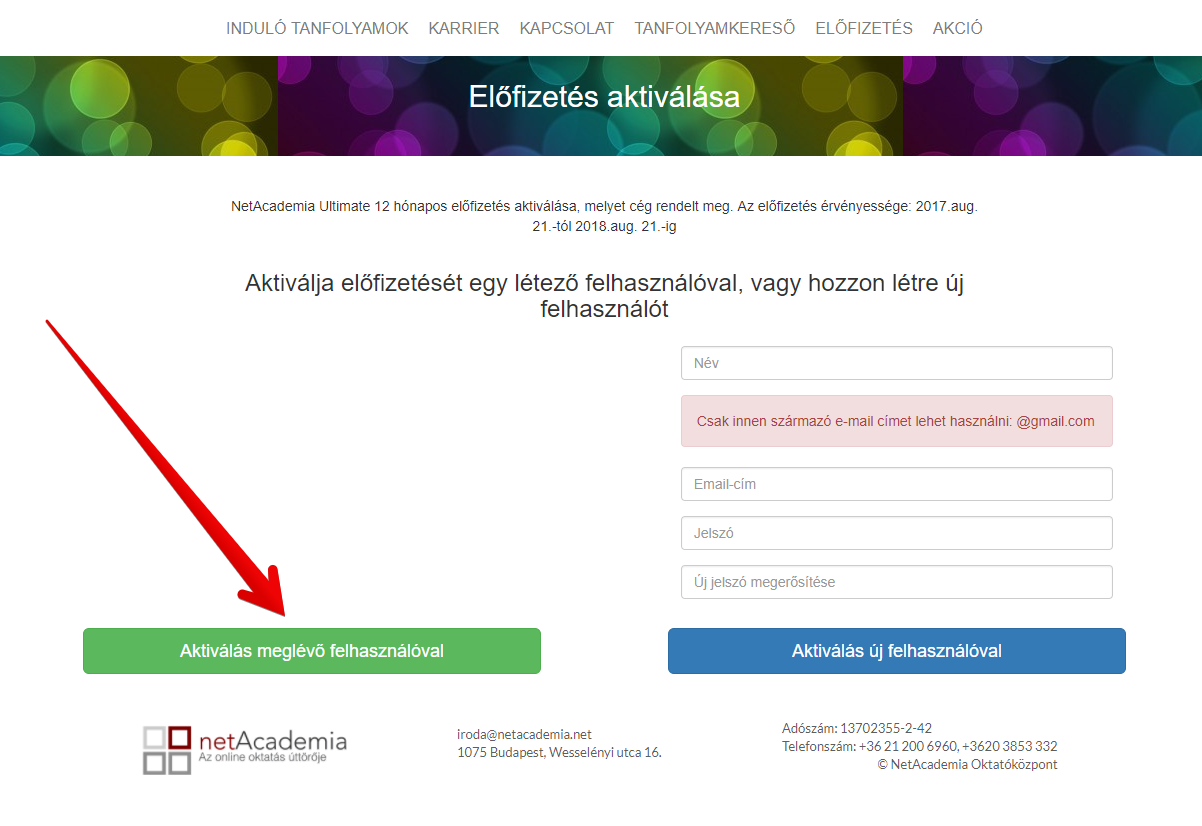 INDULÓ TANFOLYAMOK KARRIER KAPCSOLAT TANFOLYAMKERESŐ ELŐFIZETÉS AKCIÓ
Előfizetés aktiválása
NetAcademia Ultimate 12 hónapos előfizetés aktiválása, melyet cég rendelt meg. Az előfizetés érvényessége: 2017.aug.
21.-tól 2018.aug. 21.-ig
Aktiválja előfizetését egy létező felhasználóval, vagy hozzon létre új
felhasználót
Név
Csak innen származó e-mail címet lehet használni: @gmail.com
Email-cím
Jelszó
Új jelszó megerősítése
Aktiválás meglévő felhasználóval
Aktiválás új felhasználóval
netAcademia
Az online oktatás úttörője
iroda@netacademia.net
1075 Budapest, Wesselényi utca 16.
Adószám: 13702355-2-42
Telefonszám: +36 21 200 6960, +3620 3853 332
© NetAcademia Oktatóközpont